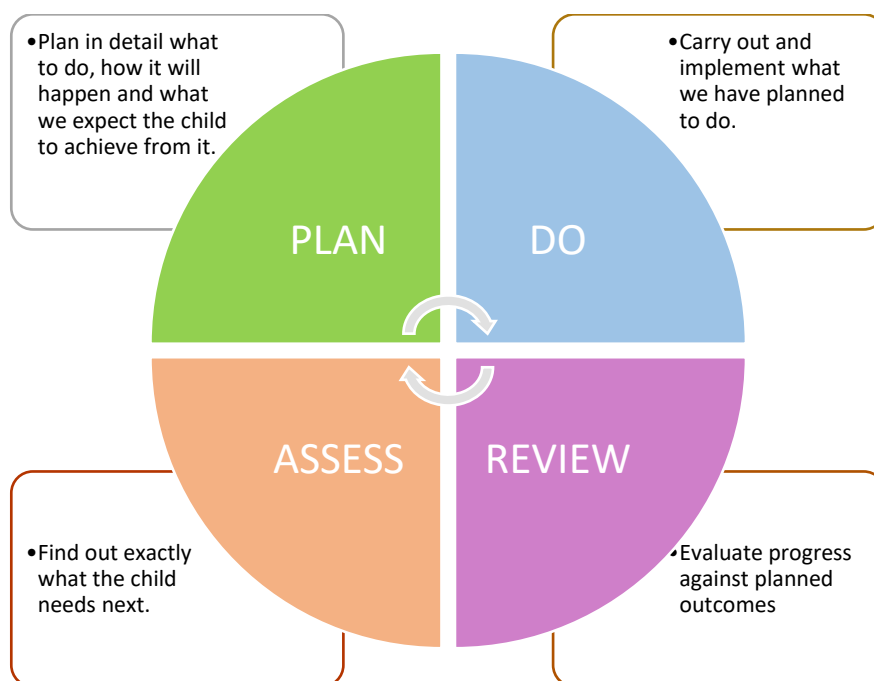 •Plan in detail what
to do, how it will
happen and what
we expect the child
to achieve from it.
•Carry out and
implement what
we have planned
to do.
PLAN
DO
ASSESS
REVIEW
•Find out exactly
what the child
needs next.
•Evaluate progress
against planned
outcomes